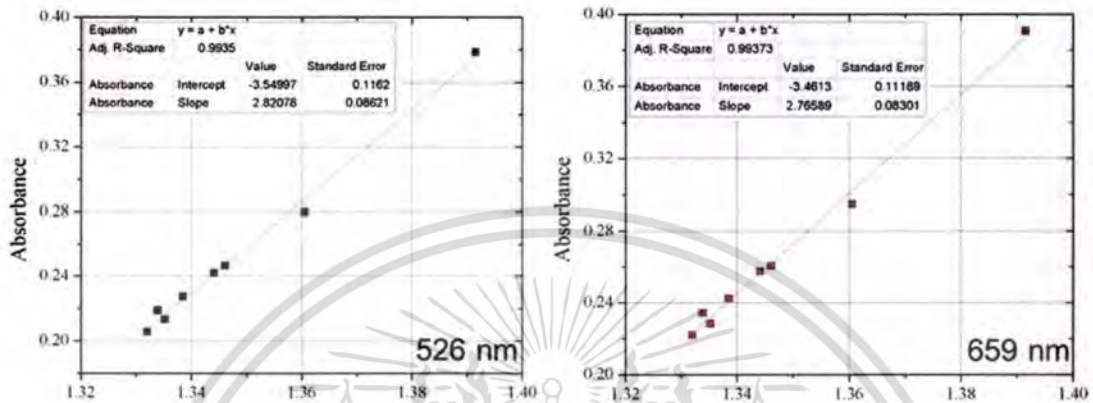 0.40
Equation y = a + b*x
Adj. R-Square 0.9935
Value Standard Error
Absorbance Intercept -3.54997 0.1162
Absorbance Slope 2.82078 0.08621
0.36
0.32
0.28
0.24
0.20
Absorbance
526 nm
1.32 1.34 1.36 1.38 1.40
0.40
Equation y = a + b*x
Adj. R-Square 0.99373
Value Standard Error
Absorbance Intercept -3.4613 0.11189
Absorbance Slope 2.76589 0.08301
0.36
0.32
0.28
0.24
0.20
Absorbance
659 nm
1.32 1.34 1.36 1.38 1.40